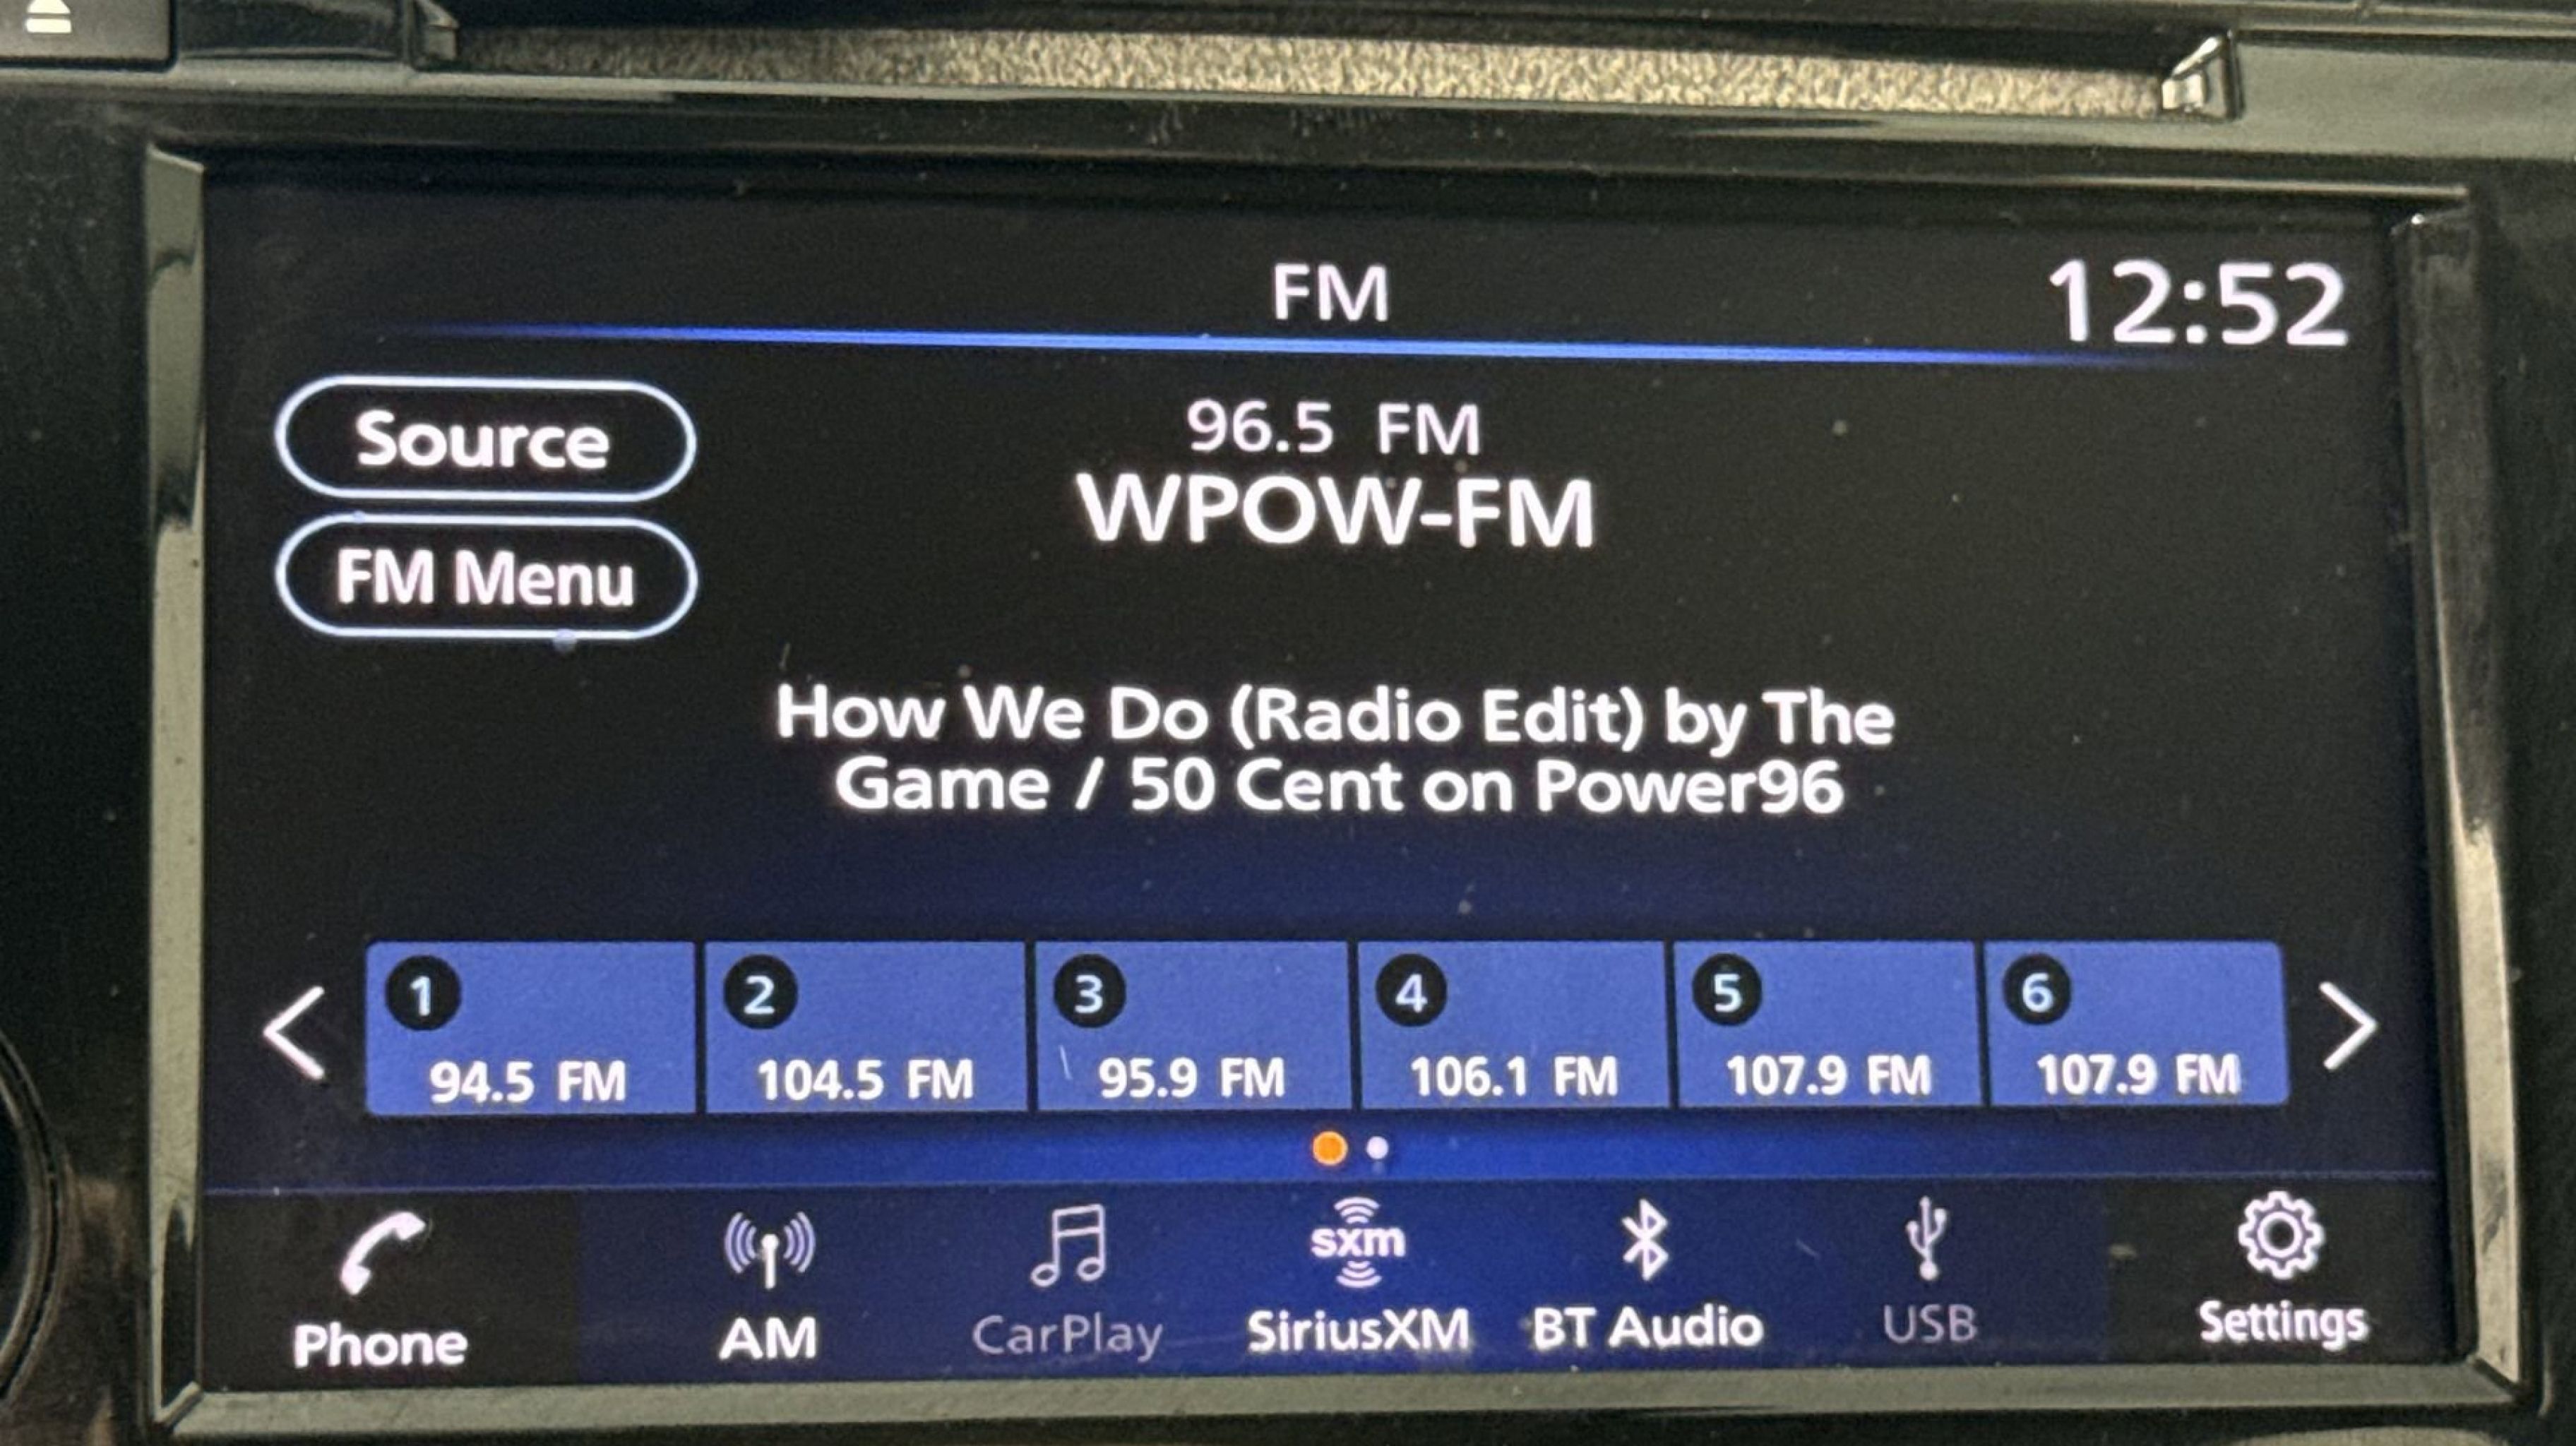 FM
12:52
Source
96.5 FM
WPOW-FM
FM Menu
How We Do (Radio Edit) by The
Game / 50 Cent on Power96
1
94.5 FM
2
104.5 FM
3
95.9 FM
4
106.1 FM
5
107.9 FM
6
107.9 FM
sxm
Phone
AM
CarPlay
SiriusXM
BT Audio
USB
Settings